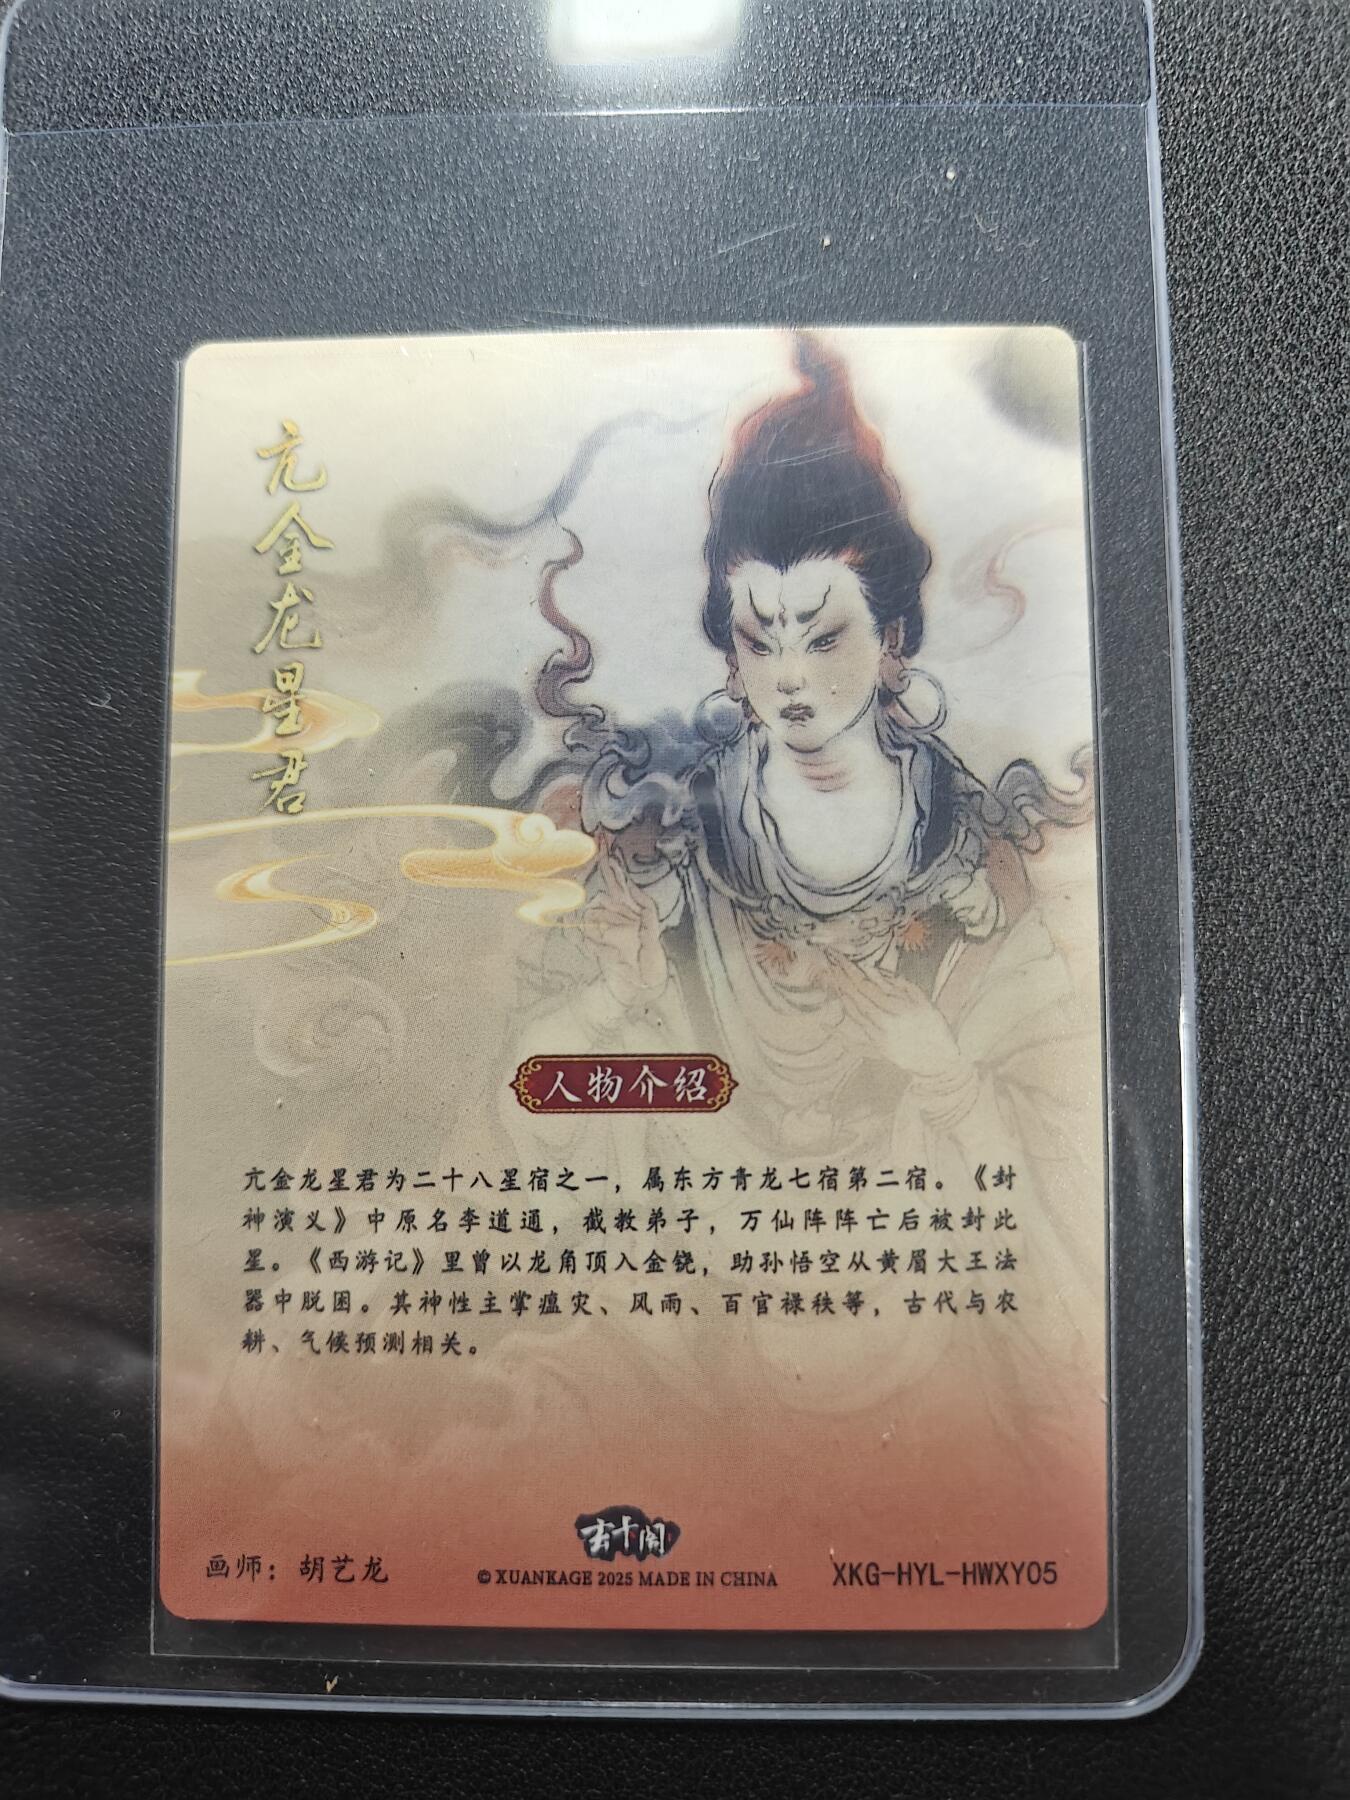 亢金龙星君
人物介绍
亢金龙星君为二十八星宿之一，属东方青龙七宿第二宿。《封
神演义》中原名李道通，截教弟子，万仙阵阵亡后被封此
星。《西游记》里曾以龙角顶入金铙，助孙悟空从黄眉大王法
器中脱困。其神性主掌瘟灾、风雨、百官禄秩等，古代与农
耕、气候预测相关。
玄卡阁
画师：胡艺龙
© XUANKAGE 2025 MADE IN CHINA
XKG-HYL-HWXY05